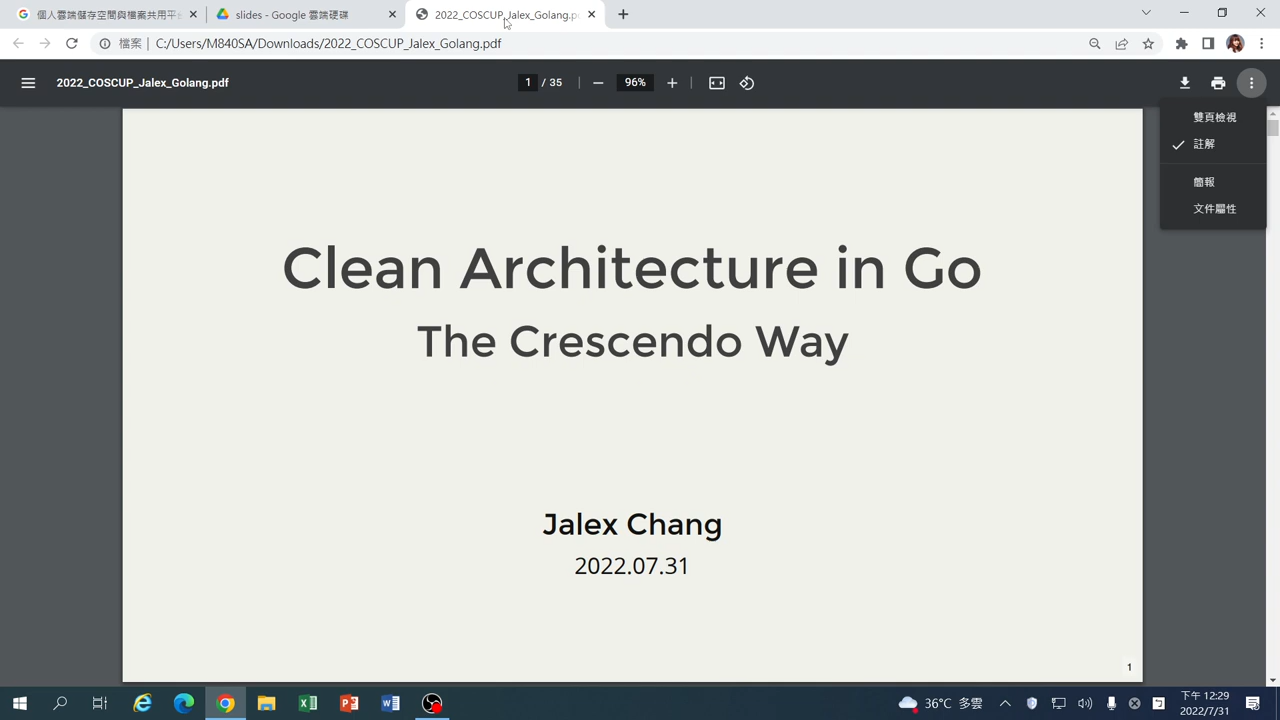 個人雲端儲存空間與檔案共用平
slides - Google 雲端硬碟
2022_COSCUP_Jalex_Golang.p
檔案
C:/Users/M840SA/Downloads/2022_COSCUP_Jalex_Golang.pdf
2022_COSCUP_Jalex_Golang.pdf
1 / 35
96%
雙頁檢視
註解
簡報
文件屬性
Clean Architecture in Go
The Crescendo Way
Jalex Chang
2022.07.31
1
36°C 多雲
下午 12:29
2022/7/31